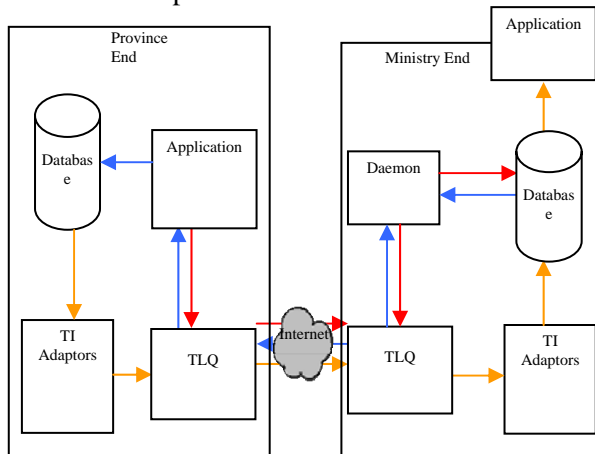 Province
End
Databas
e
Application
TI
Adaptors
TLQ
Internet
Ministry End
Application
Daemon
Databas
e
TLQ
TI
Adaptors